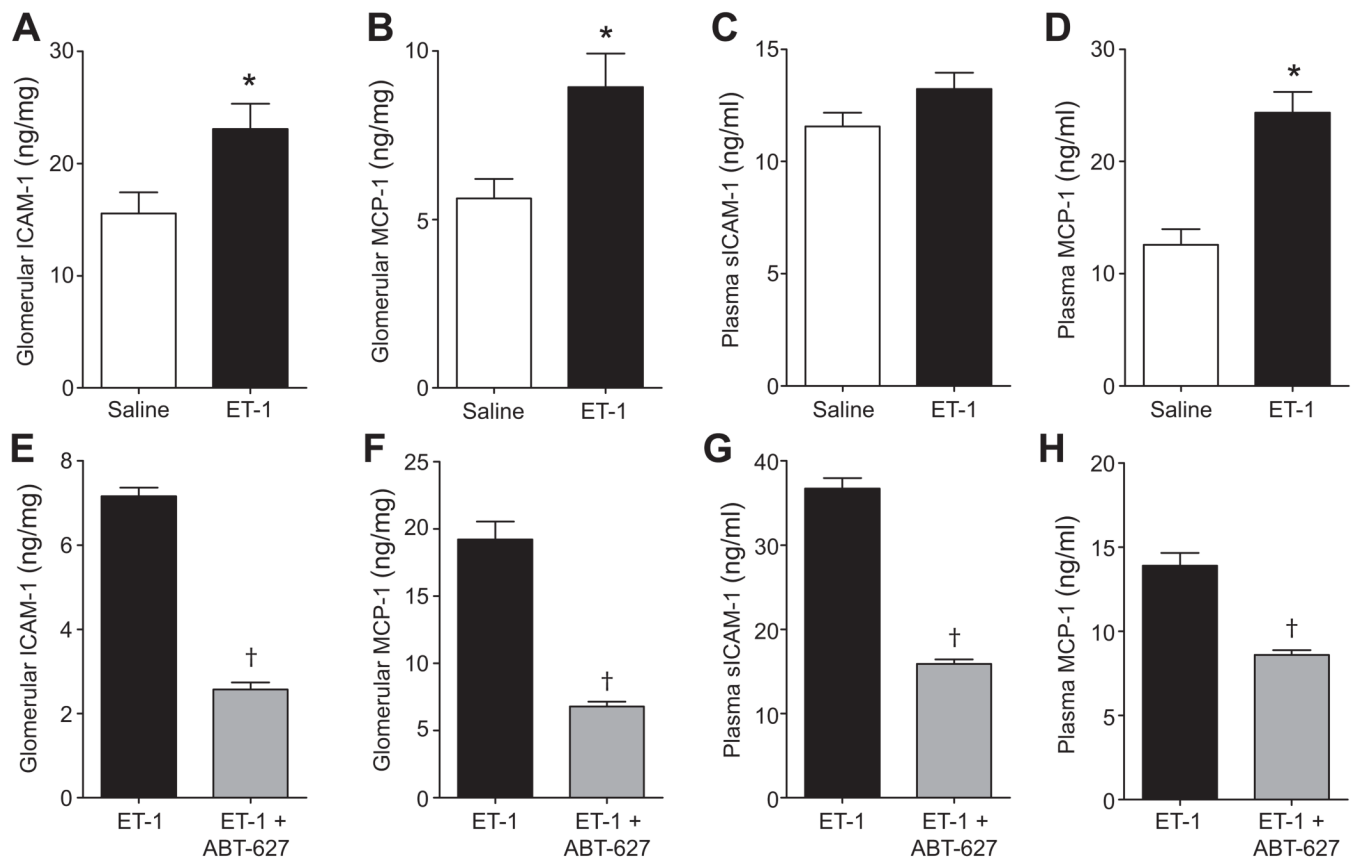 A
Glomerular ICAM-1 (ng/mg)
30
20
10
0
*
Saline
ET-1
B
Glomerular MCP-1 (ng/mg)
10
5
0
*
Saline
ET-1
C
Plasma sICAM-1 (ng/ml)
15
10
5
0
Saline
ET-1
D
Plasma MCP-1 (ng/ml)
30
20
10
0
*
Saline
ET-1
E
Glomerular ICAM-1 (ng/mg)
8
6
4
2
0
†
ET-1
ET-1 +
ABT-627
F
Glomerular MCP-1 (ng/mg)
25
20
15
10
5
0
†
ET-1
ET-1 +
ABT-627
G
Plasma sICAM-1 (ng/ml)
40
30
20
10
0
†
ET-1
ET-1 +
ABT-627
H
Plasma MCP-1 (ng/ml)
20
15
10
5
0
†
ET-1
ET-1 +
ABT-627